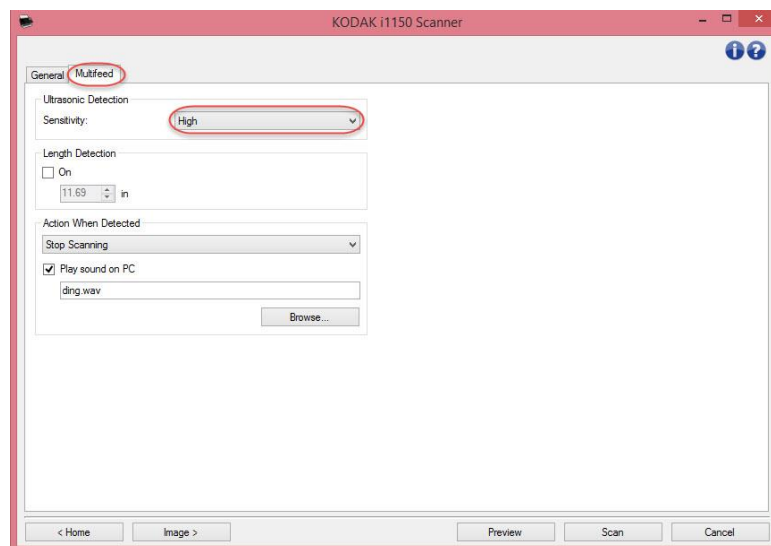 KODAK i1150 Scanner
General Multifeed
Ultrasonic Detection
Sensitivity: High
Length Detection
On
11.69 in
Action When Detected
Stop Scanning
Play sound on PC
ding.wav
Browse...
< Home Image > Preview Scan Cancel